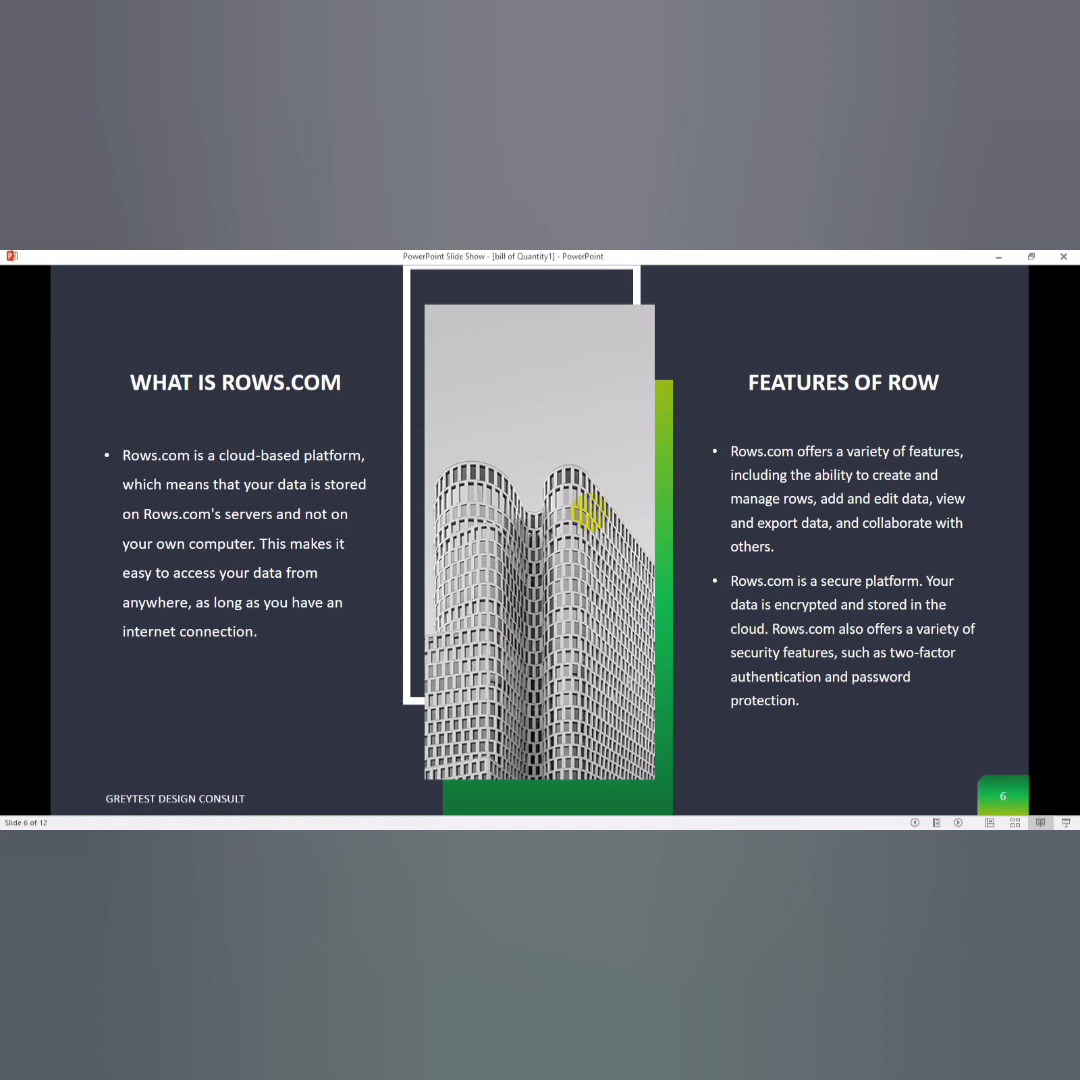 PowerPoint Slide Show - [bill of Quantity1] - PowerPoint
WHAT IS ROWS.COM
• Rows.com is a cloud-based platform,
which means that your data is stored
on Rows.com's servers and not on
your own computer. This makes it
easy to access your data from
anywhere, as long as you have an
internet connection.
FEATURES OF ROW
• Rows.com offers a variety of features,
including the ability to create and
manage rows, add and edit data, view
and export data, and collaborate with
others.
• Rows.com is a secure platform. Your
data is encrypted and stored in the
cloud. Rows.com also offers a variety of
security features, such as two-factor
authentication and password
protection.
GREYTEST DESIGN CONSULT
6
Slide 6 of 12